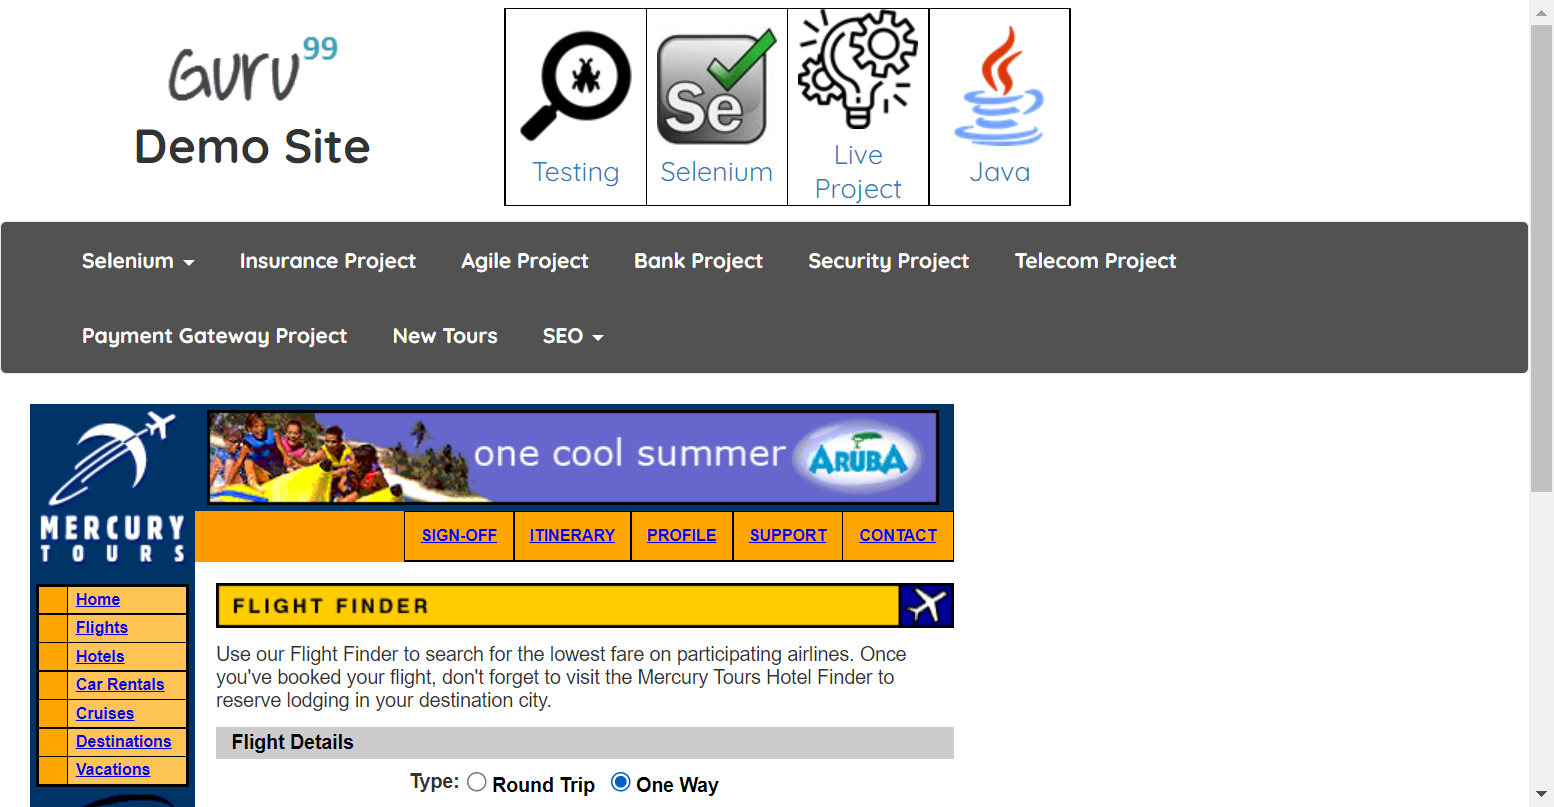 Guru99
Demo Site
Testing
Se
Selenium
Live
Project
Java
Selenium
Insurance Project
Agile Project
Bank Project
Security Project
Telecom Project
Payment Gateway Project
New Tours
SEO
MERCURY
TOURS
one cool summer
ARUBA
SIGN-OFF
ITINERARY
PROFILE
SUPPORT
CONTACT
Home
Flights
Hotels
Car Rentals
Cruises
Destinations
Vacations
FLIGHT FINDER
Use our Flight Finder to search for the lowest fare on participating airlines. Once
you've booked your flight, don't forget to visit the Mercury Tours Hotel Finder to
reserve lodging in your destination city.
Flight Details
Type: Round Trip One Way